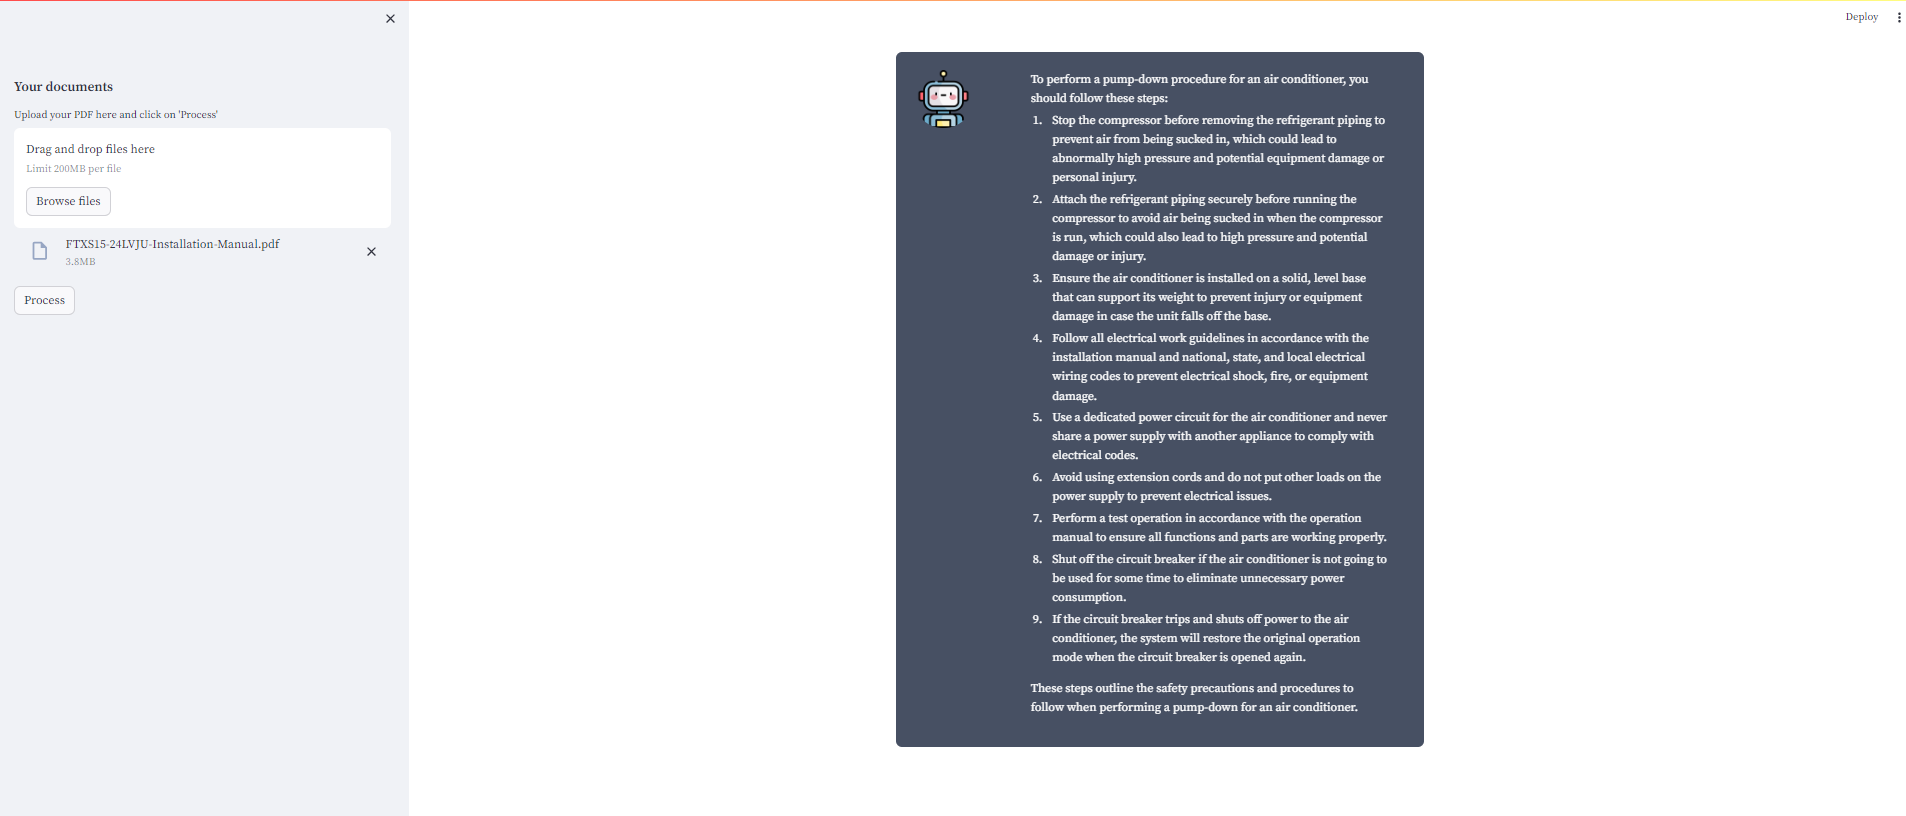 Deploy
Your documents
Upload your PDF here and click on 'Process'
Drag and drop files here
Limit 200MB per file
Browse files
FTXS15-24LVJU-Installation-Manual.pdf
3.8MB
Process
To perform a pump-down procedure for an air conditioner, you
should follow these steps:
1. Stop the compressor before removing the refrigerant piping to
prevent air from being sucked in, which could lead to
abnormally high pressure and potential equipment damage or
personal injury.
2. Attach the refrigerant piping securely before running the
compressor to avoid air being sucked in when the compressor
is run, which could also lead to high pressure and potential
damage or injury.
3. Ensure the air conditioner is installed on a solid, level base
that can support its weight to prevent injury or equipment
damage in case the unit falls off the base.
4. Follow all electrical work guidelines in accordance with the
installation manual and national, state, and local electrical
wiring codes to prevent electrical shock, fire, or equipment
damage.
5. Use a dedicated power circuit for the air conditioner and never
share a power supply with another appliance to comply with
electrical codes.
6. Avoid using extension cords and do not put other loads on the
power supply to prevent electrical issues.
7. Perform a test operation in accordance with the operation
manual to ensure all functions and parts are working properly.
8. Shut off the circuit breaker if the air conditioner is not going to
be used for some time to eliminate unnecessary power
consumption.
9. If the circuit breaker trips and shuts off power to the air
conditioner, the system will restore the original operation
mode when the circuit breaker is opened again.
These steps outline the safety precautions and procedures to
follow when performing a pump-down for an air conditioner.